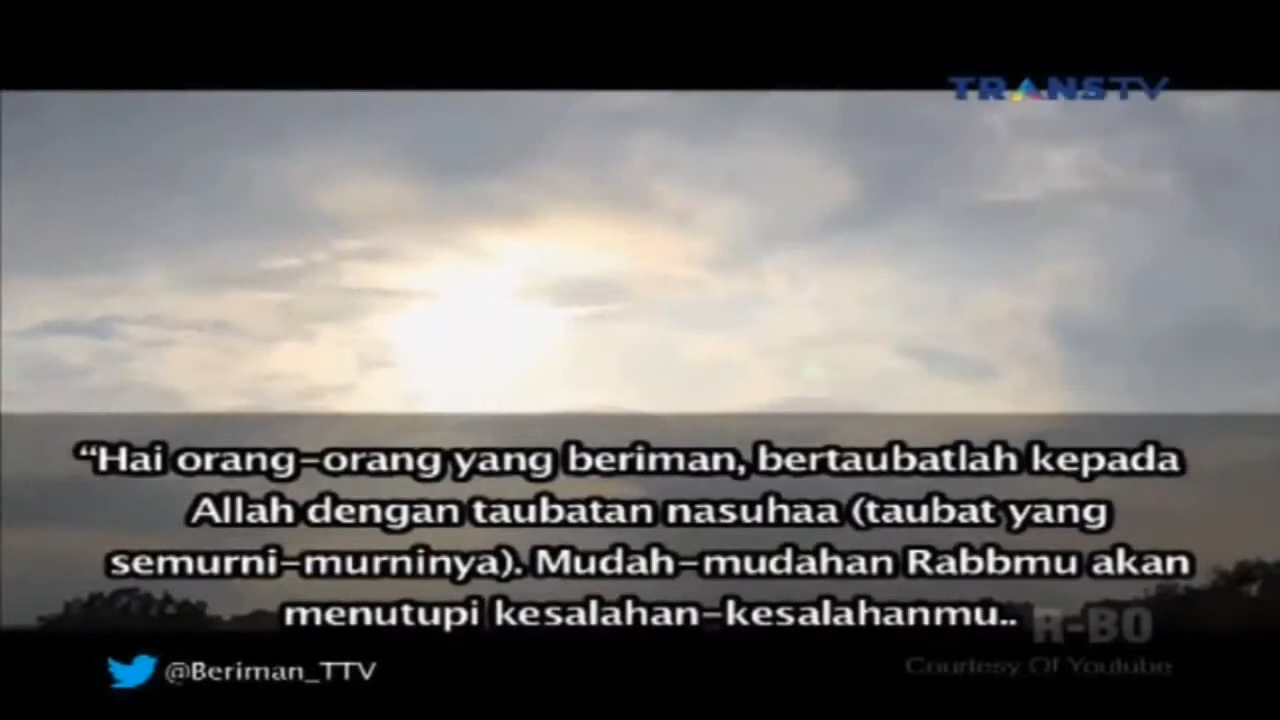 TRANSTV
“Hai orang-orang yang beriman, bertaubatlah kepada
Allah dengan taubatan nasuhaa (taubat yang
semurni-murninya). Mudah-mudahan Rabbmu akan
menutupi kesalahan-kesalahanmu..
R-BO
@Beriman_TTV
Courtesy Of Youtube